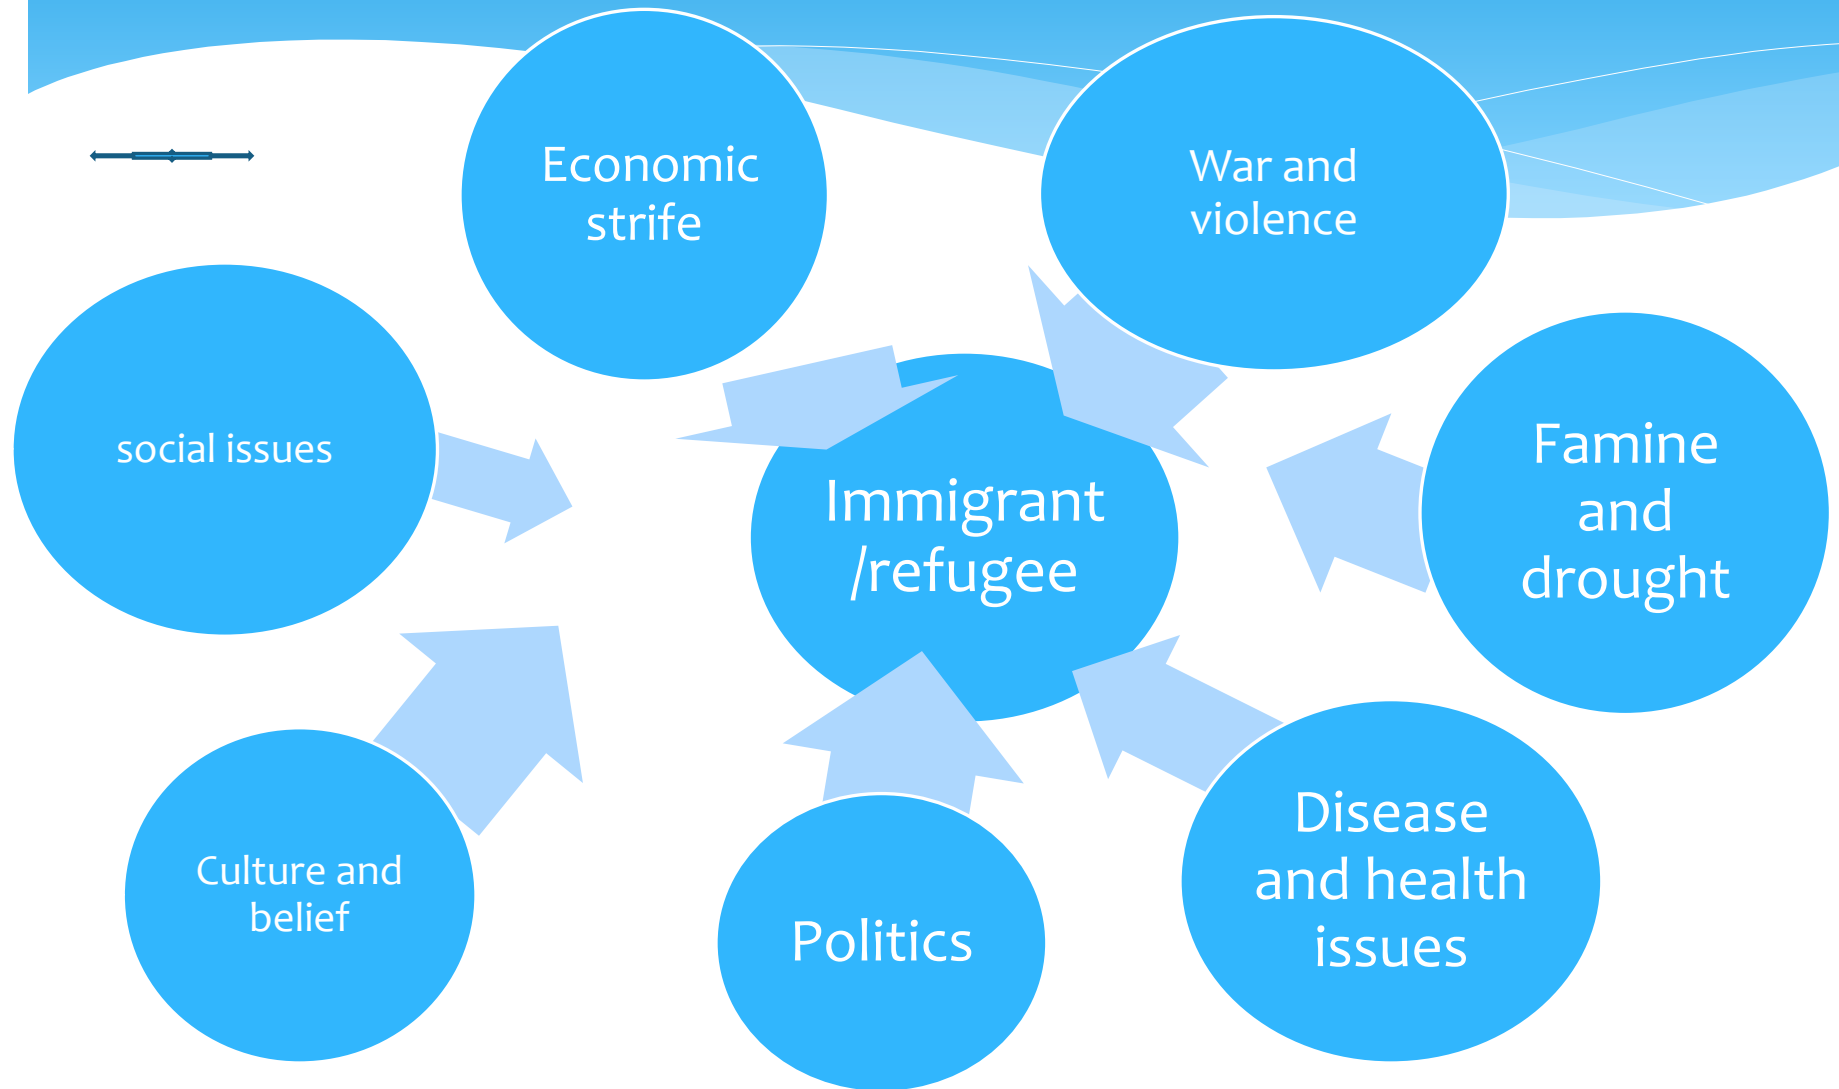 Economic
strife
War and
violence
social issues
Famine
and
drought
Immigrant
/refugee
Culture and
belief
Politics
Disease
and health
issues